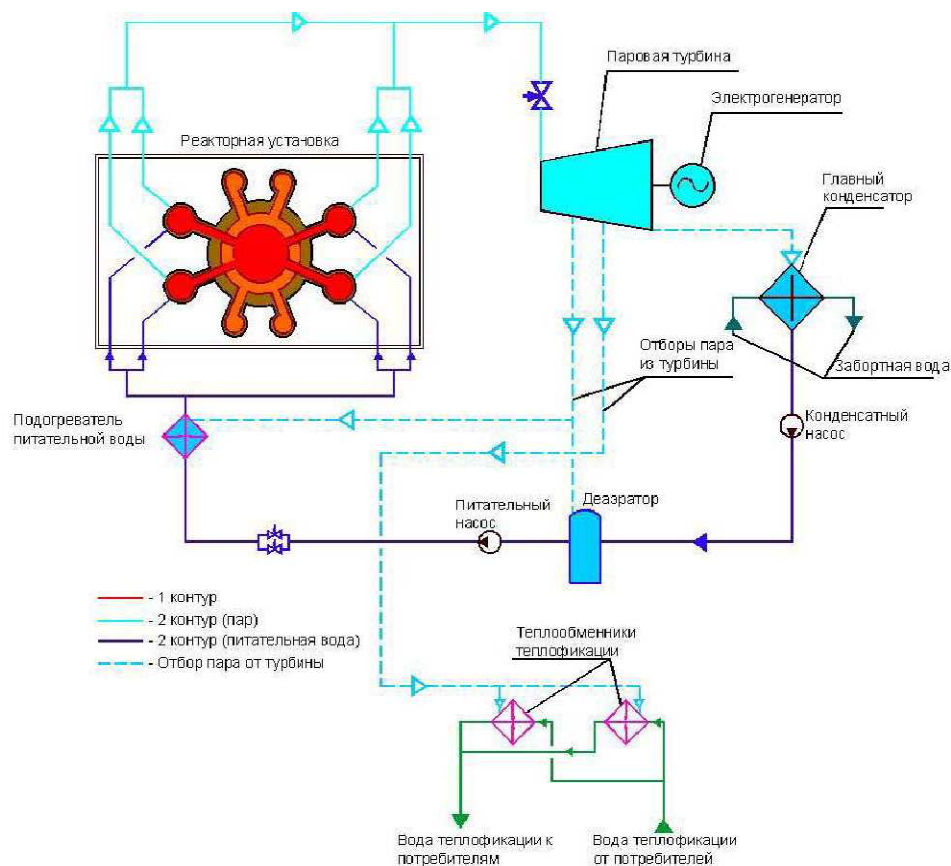 Паровая турбина
Электрогенератор
Реакторная установка
Главный
конденсатор
Отборы пара
из турбины
Забортная вода
Подогреватель
питательной воды
Конденсатный
насос
Питательный
насос
Деаэратор
- 1 контур
- 2 контур (пар)
- 2 контур (питательная вода)
- Отбор пара от турбины
Теплообменники
теплофикации
Вода теплофикации к
потребителям
Вода теплофикации
от потребителей